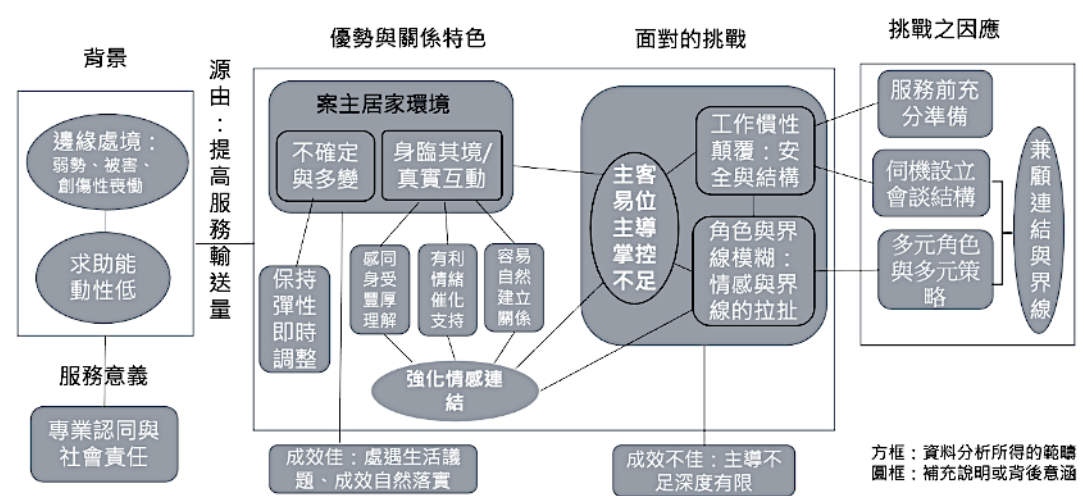 背景
邊緣處境：
弱勢、被害、
創傷性喪慟
求助能
動性低
服務意義
專業認同與
社會責任
源由：提高服務輸送量
優勢與關係特色
案主居家環境
不確定
與多變
身臨其境/
真實互動
保持
彈性
即時
調整
感同
身受
豐厚
理解
有利
情緒
催化
支持
容易
自然
建立
關係
強化情感連
結
成效佳：處遇生活議
題、成效自然落實
面對的挑戰
主客
易位
主導
掌控
不足
工作慣性
顛覆：安
全與結構
角色與界
線模糊：
情感與界
線的拉扯
成效不佳：主導不
足深度有限
挑戰之因應
服務前充
分準備
伺機設立
會談結構
多元角色
與多元策
略
兼顧連結與界線
方框：資料分析所得的範疇
圓框：補充說明或背後意涵